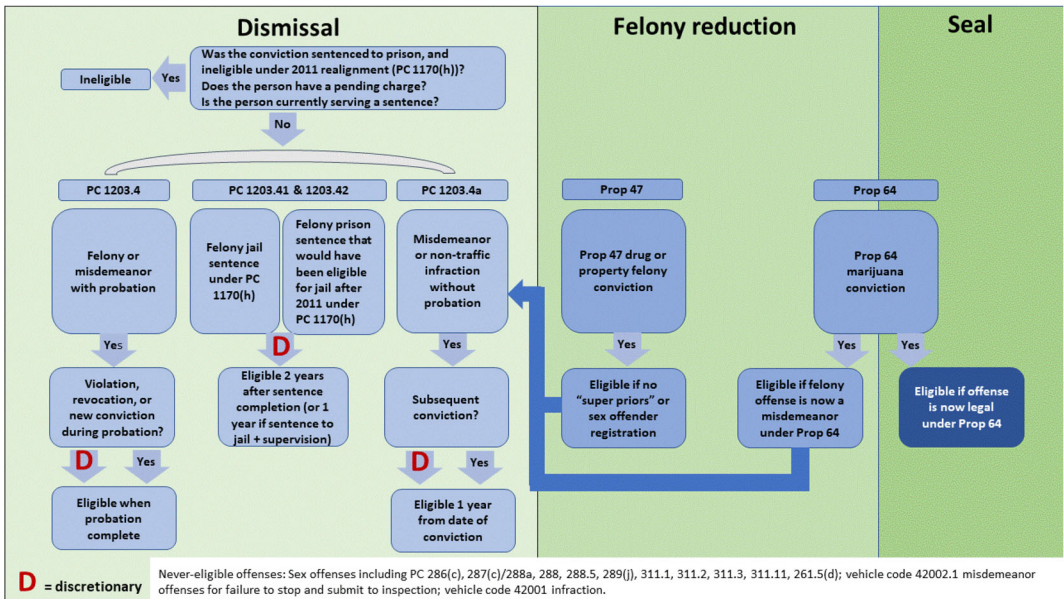 Dismissal
Felony reduction
Seal
Was the conviction sentenced to prison, and
ineligible under 2011 realignment (PC 1170(h))?
Does the person have a pending charge?
Is the person currently serving a sentence?
Yes
Ineligible
No
PC 1203.4
PC 1203.41 & 1203.42
PC 1203.4a
Prop 47
Prop 64
Felony or
misdemeanor
with probation
Felony jail
sentence
under PC
1170(h)
Felony prison
sentence that
would have
been eligible
for jail after
2011 under
PC 1170(h)
Misdemeanor
or non-traffic
infraction
without
probation
Prop 47 drug or
property felony
conviction
Prop 64
marijuana
conviction
Yes
D
Yes
Yes
Yes
Yes
Violation,
revocation, or
new conviction
during probation?
Eligible 2 years
after sentence
completion (or 1
year if sentence to
jail + supervision)
Subsequent
conviction?
Eligible if no
“super priors” or
sex offender
registration
Eligible if felony
offense is now a
misdemeanor
under Prop 64
Eligible if offense
is now legal
under Prop 64
D
Yes
D
Yes
Eligible when
probation
complete
Eligible 1 year
from date of
conviction
D = discretionary
Never-eligible offenses: Sex offenses including PC 286(c), 287(c)/288a, 288, 288.5, 289(j), 311.1, 311.2, 311.3, 311.11, 261.5(d); vehicle code 42002.1 misdemeanor
offenses for failure to stop and submit to inspection; vehicle code 42001 infraction.